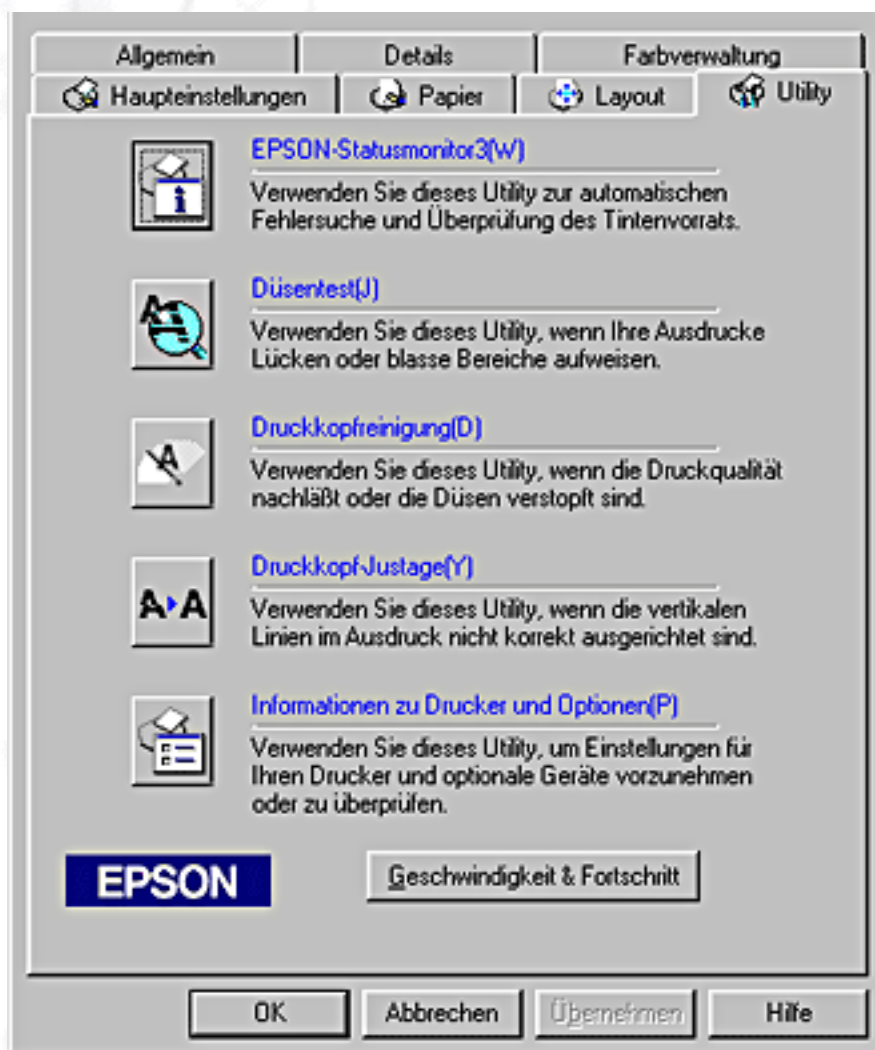 Allgemein Details Farbverwaltung
Haupteinstellungen Papier Layout Utility
EPSON-Statusmonitor3(W)
Verwenden Sie dieses Utility zur automatischen
Fehlersuche und Überprüfung des Tintenvorrats.
Düsentest(J)
Verwenden Sie dieses Utility, wenn Ihre Ausdrucke
Lücken oder blasse Bereiche aufweisen.
Druckkopfreinigung(D)
Verwenden Sie dieses Utility, wenn die Druckqualität
nachläßt oder die Düsen verstopft sind.
Druckkopf-Justage(Y)
Verwenden Sie dieses Utility, wenn die vertikalen
Linien im Ausdruck nicht korrekt ausgerichtet sind.
Informationen zu Drucker und Optionen(P)
Verwenden Sie dieses Utility, um Einstellungen für
Ihren Drucker und optionale Geräte vorzunehmen
oder zu überprüfen.
EPSON Geschwindigkeit & Fortschritt
OK Abbrechen Übernehmen Hilfe